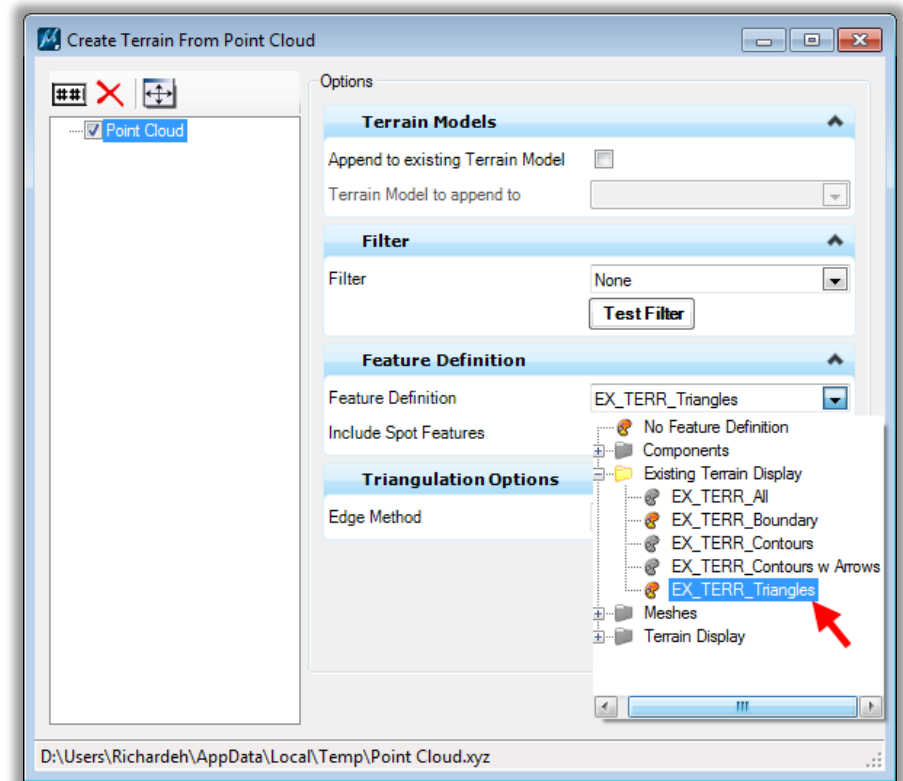 Create Terrain From Point Cloud
##
Point Cloud
Options
Terrain Models
Append to existing Terrain Model
Terrain Model to append to
Filter
Filter None
Test Filter
Feature Definition
Feature Definition EX_TERR_Triangles
Include Spot Features
Triangulation Options
Edge Method
No Feature Definition
Components
Existing Terrain Display
EX_TERR_All
EX_TERR_Boundary
EX_TERR_Contours
EX_TERR_Contours w Arrows
EX_TERR_Triangles
Meshes
Terrain Display
D:\Users\Richardeh\AppData\Local\Temp\Point Cloud.xyz